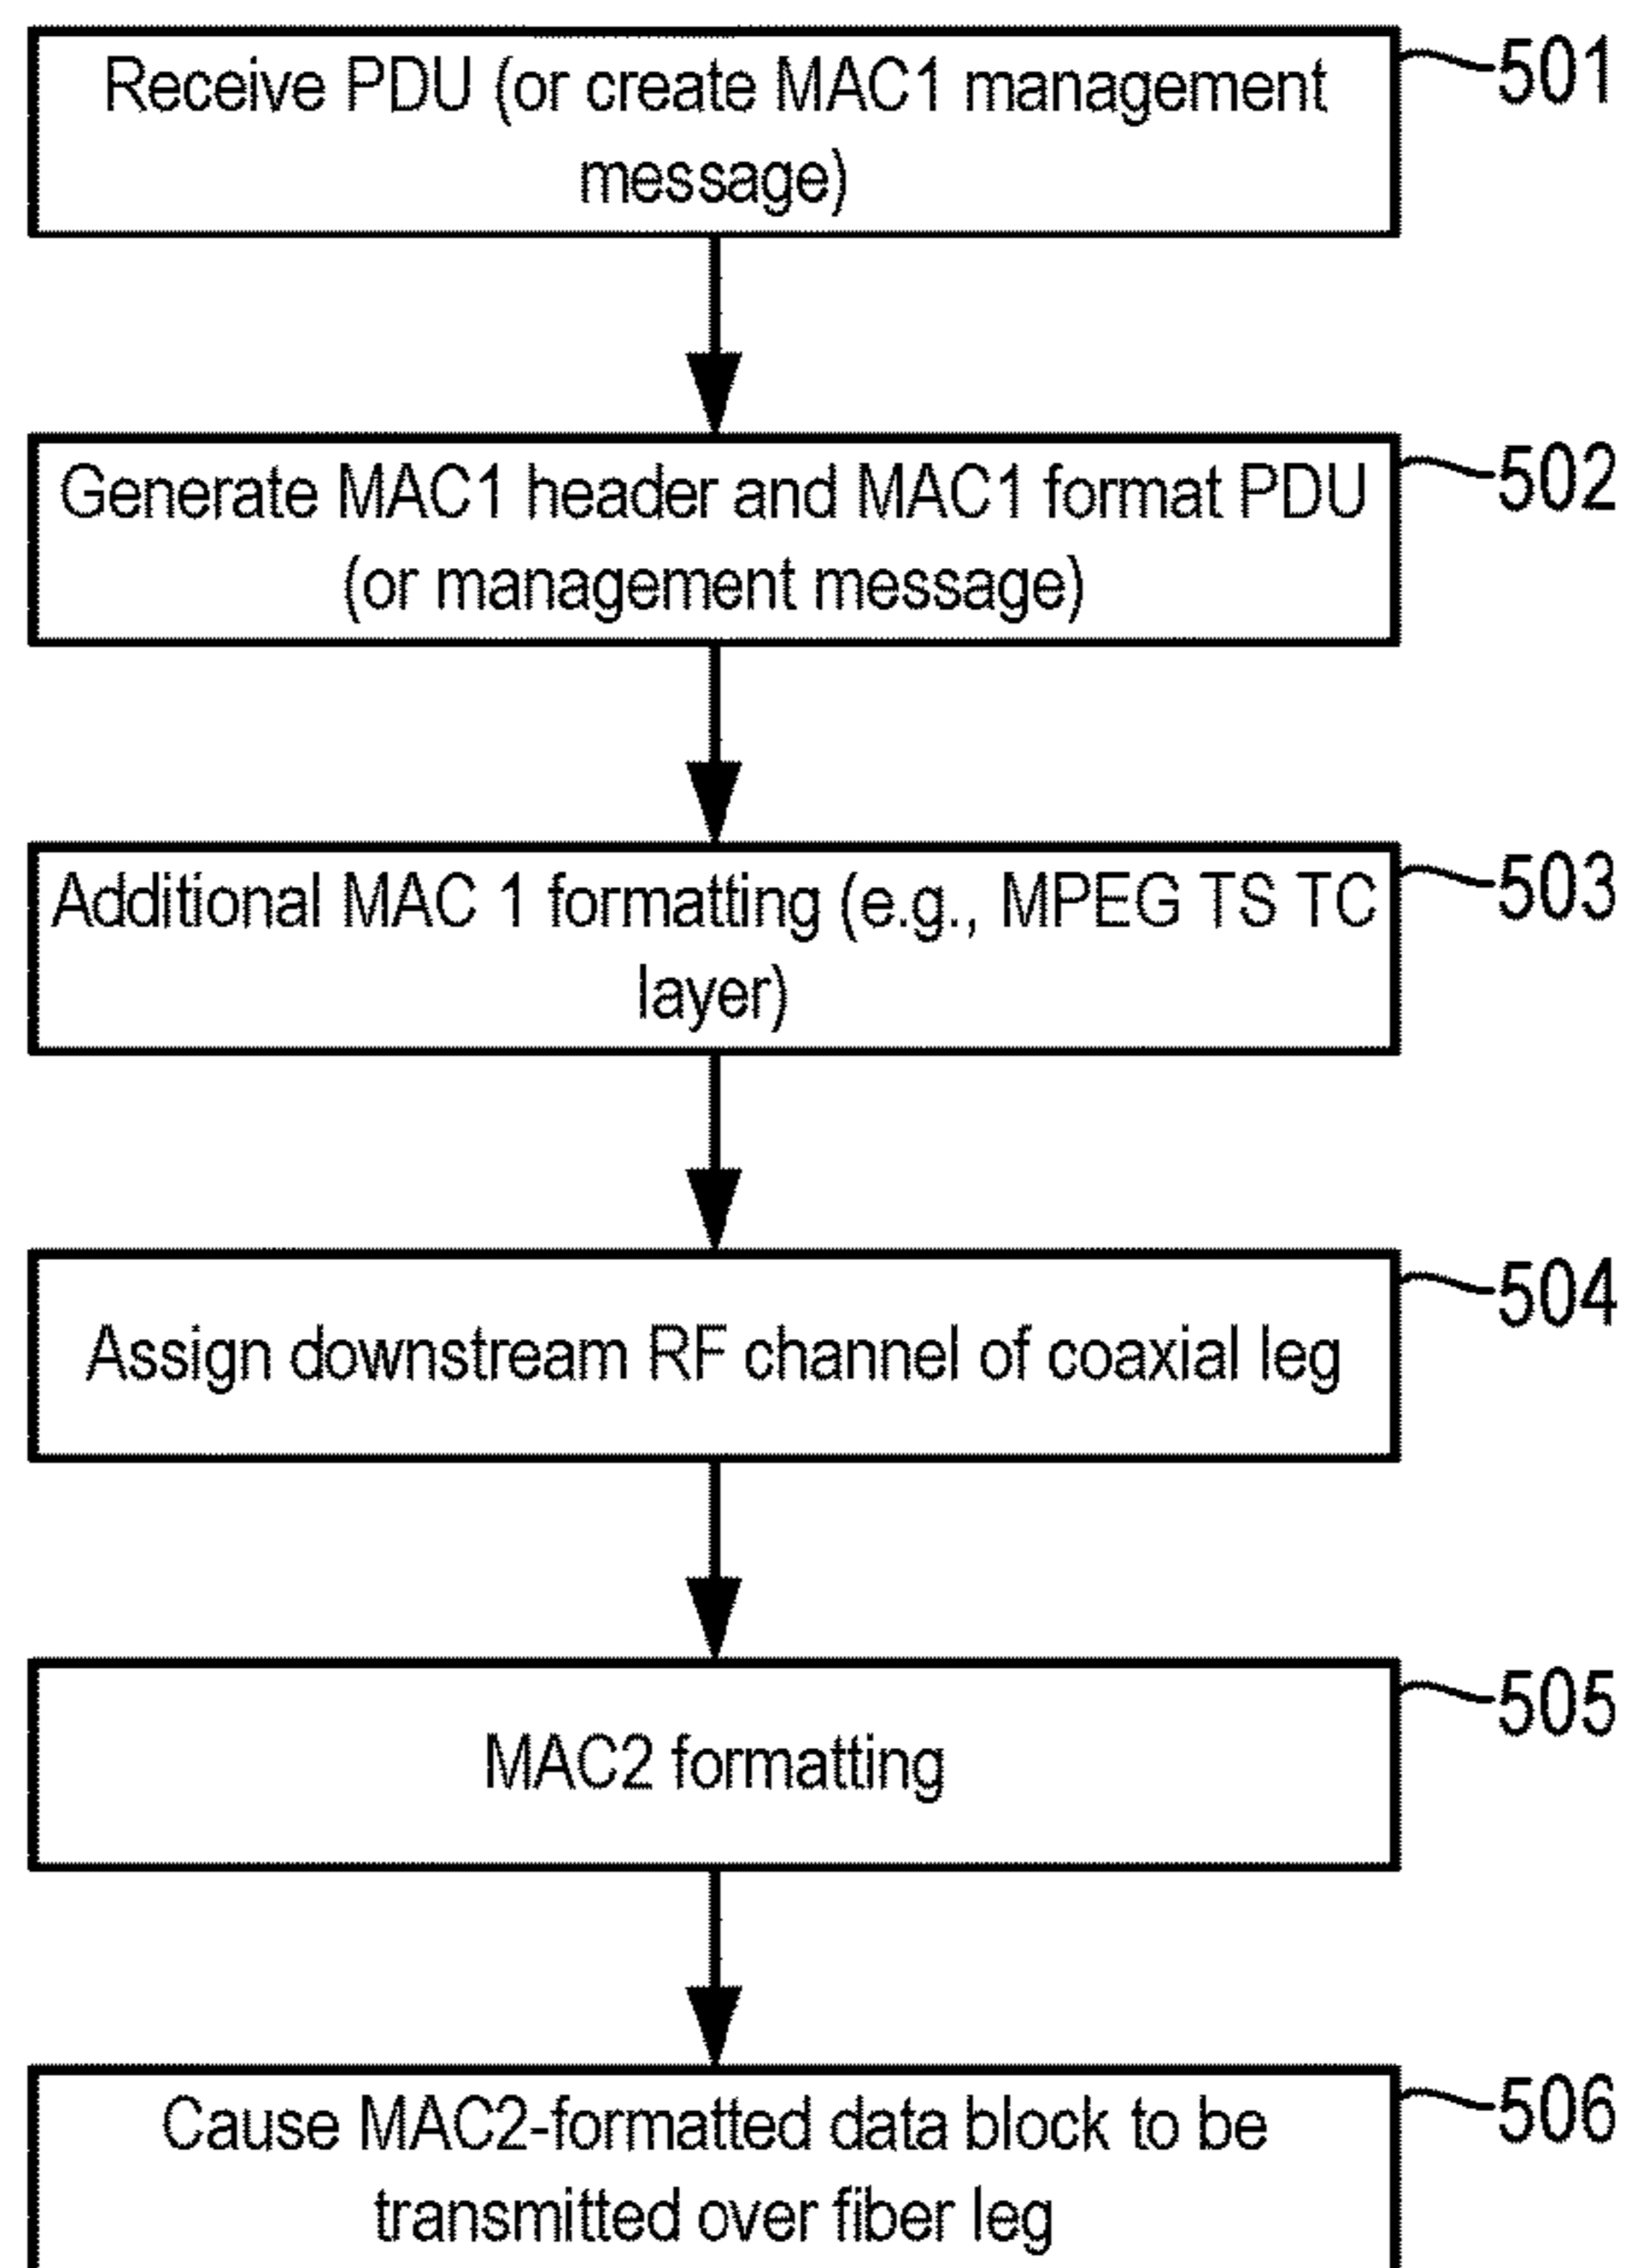 Receive PDU (or create MAC1 management
message)
501
Generate MAC1 header and MAC1 format PDU
(or management message)
502
Additional MAC 1 formatting (e.g., MPEG TS TC
layer)
503
Assign downstream RF channel of coaxial leg
504
MAC2 formatting
505
Cause MAC2-formatted data block to be
transmitted over fiber leg
506